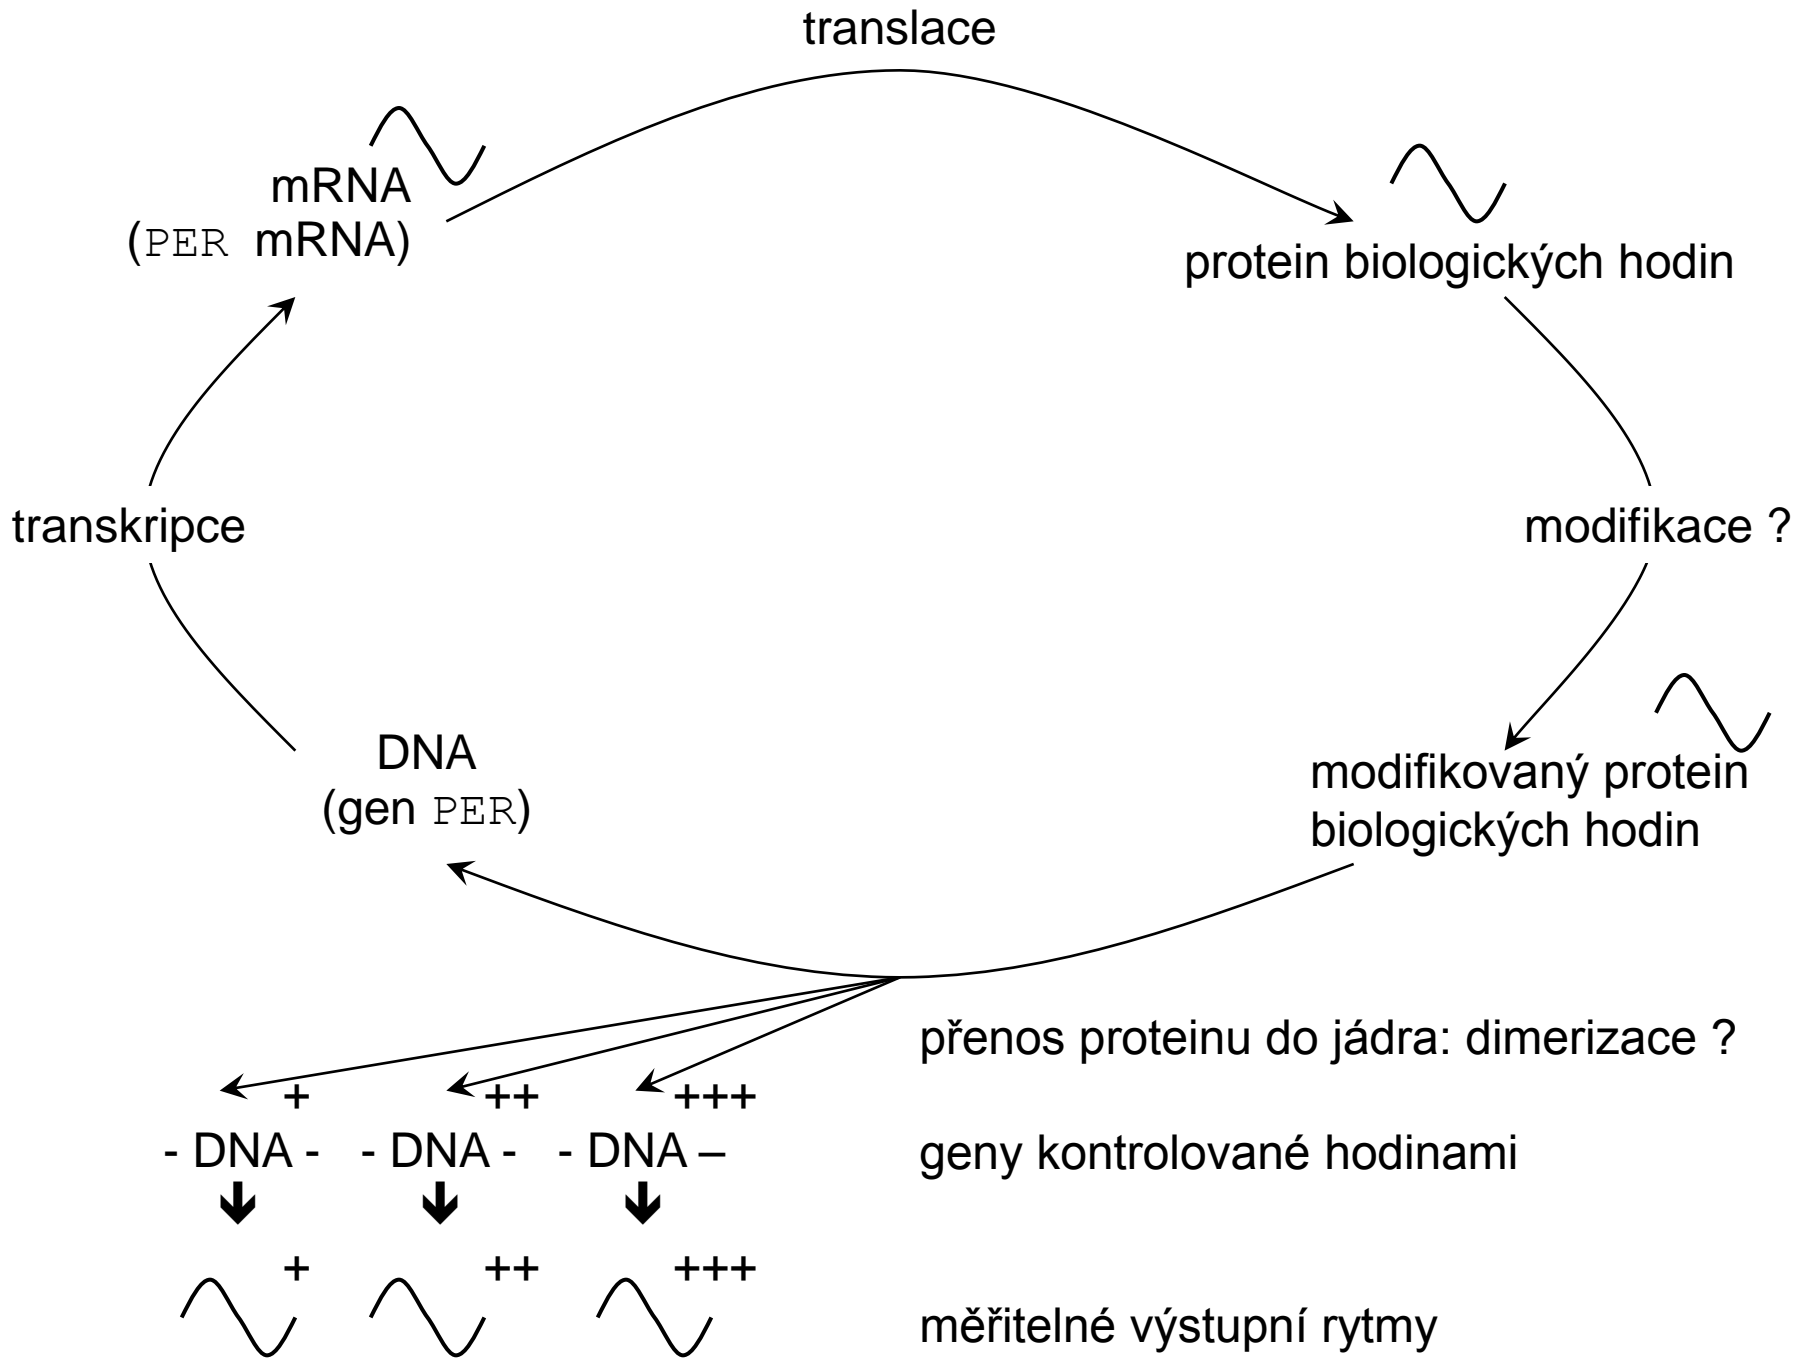 translace
mRNA
(PER mRNA)
protein biologických hodin
transkripce
modifikace ?
DNA
(gen PER)
modifikovaný protein
biologických hodin
přenos proteinu do jádra: dimerizace ?
+ ++ +++
- DNA - - DNA - - DNA –
geny kontrolované hodinami
+ ++ +++
měřitelné výstupní rytmy